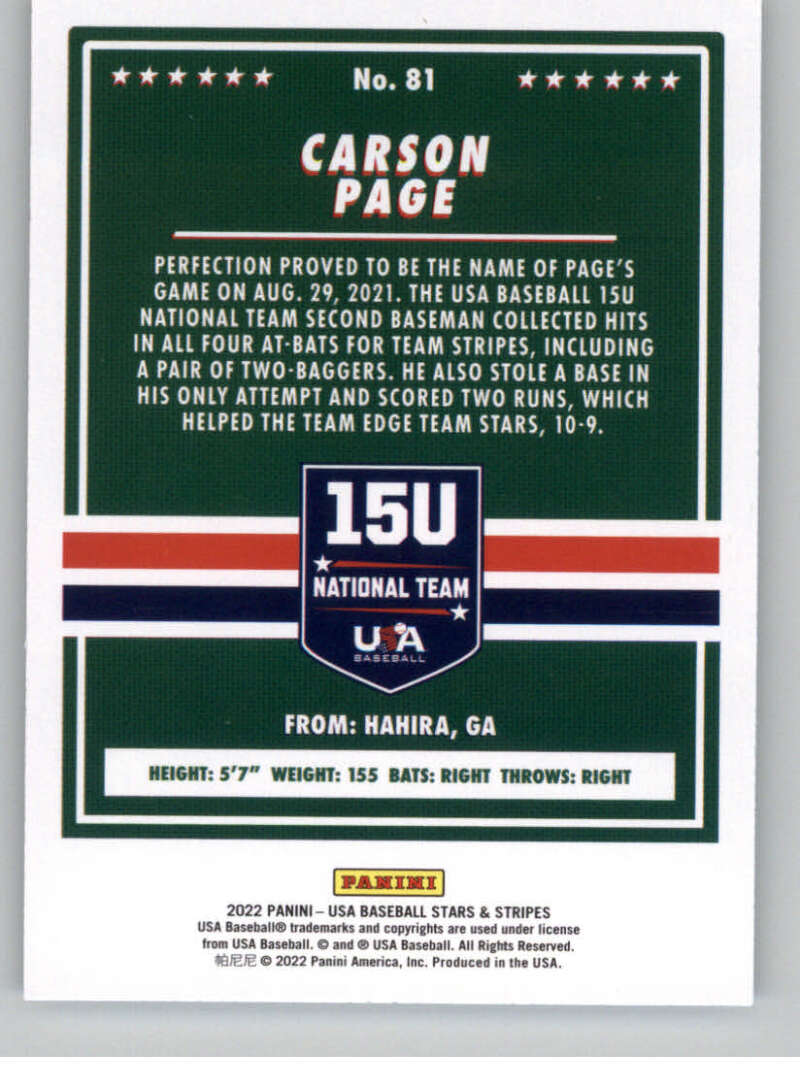 No. 81
CARSON
PAGE
PERFECTION PROVED TO BE THE NAME OF PAGE'S
GAME ON AUG. 29, 2021. THE USA BASEBALL 15U
NATIONAL TEAM SECOND BASEMAN COLLECTED HITS
IN ALL FOUR AT-BATS FOR TEAM STRIPES, INCLUDING
A PAIR OF TWO-BAGGERS. HE ALSO STOLE A BASE IN
HIS ONLY ATTEMPT AND SCORED TWO RUNS, WHICH
HELPED THE TEAM EDGE TEAM STARS, 10-9.
15U
NATIONAL TEAM
USA
BASEBALL
FROM: HAHIRA, GA
HEIGHT: 5'7" WEIGHT: 155 BATS: RIGHT THROWS: RIGHT
PANINI
2022 PANINI – USA BASEBALL STARS & STRIPES
USA Baseball® trademarks and copyrights are used under license
from USA Baseball. © and ® USA Baseball. All Rights Reserved.
帕尼尼 © 2022 Panini America, Inc. Produced in the USA.